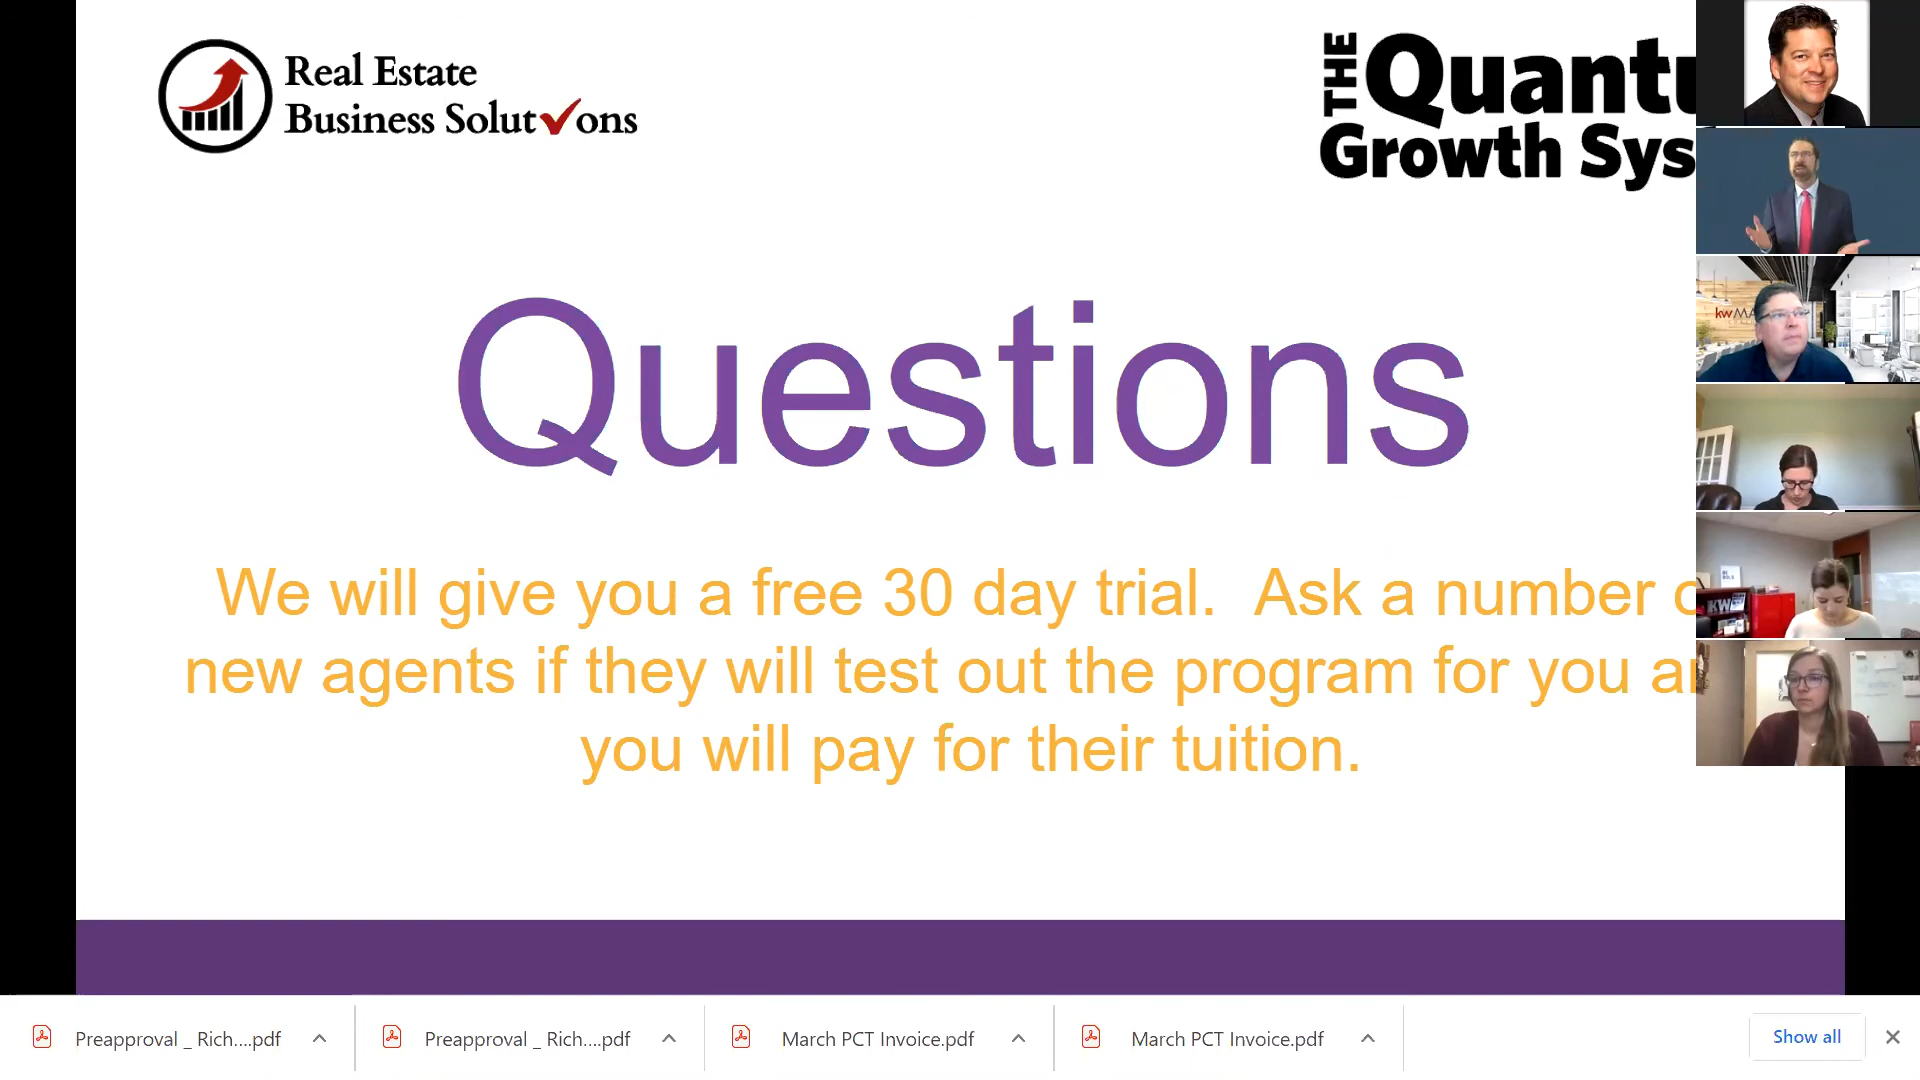 Real Estate
Business Solutions
THE
Quantu
Growth Sys
Questions
We will give you a free 30 day trial.  Ask a number
new agents if they will test out the program for you
you will pay for their tuition.
kw
KW
Preapproval _ Rich....pdf
Preapproval _ Rich....pdf
March PCT Invoice.pdf
March PCT Invoice.pdf
Show all